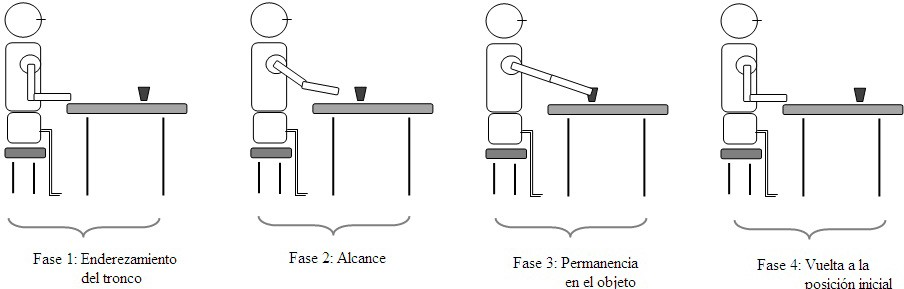 Fase 1: Enderezamiento
del tronco
Fase 2: Alcance
Fase 3: Permanencia
en el objeto
Fase 4: Vuelta a la
posición inicial